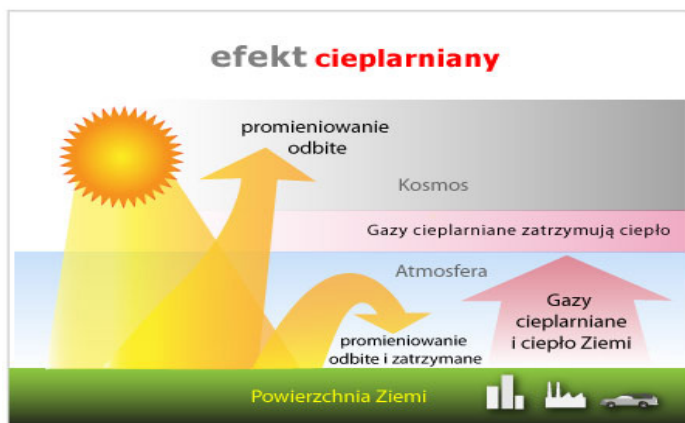 efekt cieplarniany
promieniowanie
odbite
Kosmos
Gazy cieplarniane zatrzymują ciepło
Atmosfera
promieniowanie
odbite i zatrzymane
Gazy
cieplarniane
i ciepło Ziemi
Powierzchnia Ziemi